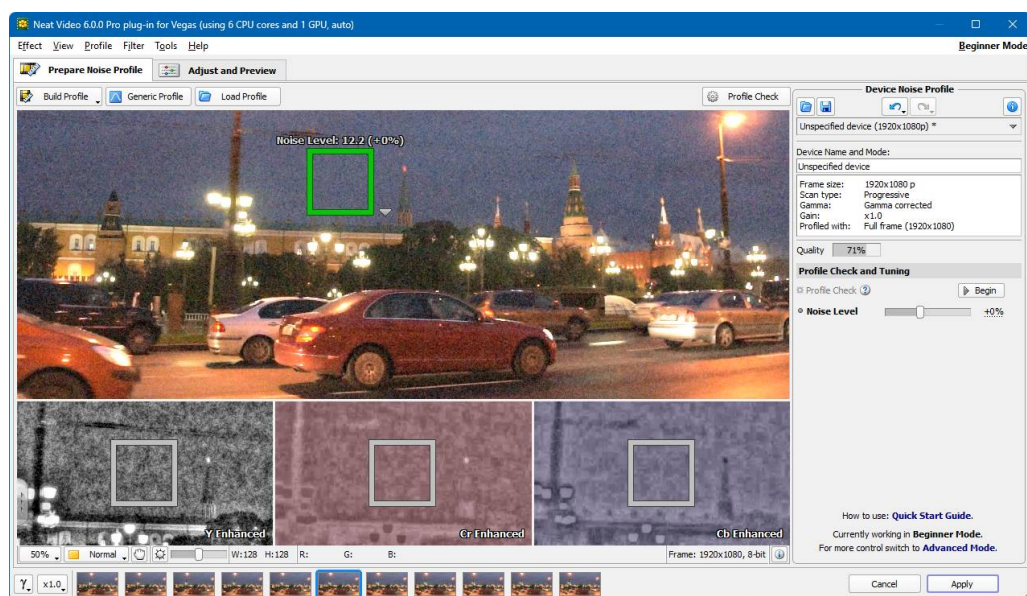 Neat Video 6.0.0 Pro plug-in for Vegas (using 6 CPU cores and 1 GPU, auto)
Effect View Profile Filter Tools Help
Beginner Mode
Prepare Noise Profile
Adjust and Preview
Build Profile
Generic Profile
Load Profile
Profile Check
Device Noise Profile
Unspecified device (1920x1080p) *
Device Name and Mode:
Unspecified device
Frame size: 1920x1080 p
Scan type: Progressive
Gamma: Gamma corrected
Gain: x1.0
Profiled with: Full frame (1920x1080)
Quality 71%
Profile Check and Tuning
Profile Check
Begin
Noise Level +0%
Noise Level: 12.2 (+0%)
Y Enhanced
Cr Enhanced
Cb Enhanced
How to use: Quick Start Guide.
Currently working in Beginner Mode.
For more control switch to Advanced Mode.
50% Normal W:128 H:128 R: G: B:
Frame: 1920x1080, 8-bit
γ x1.0
Cancel
Apply